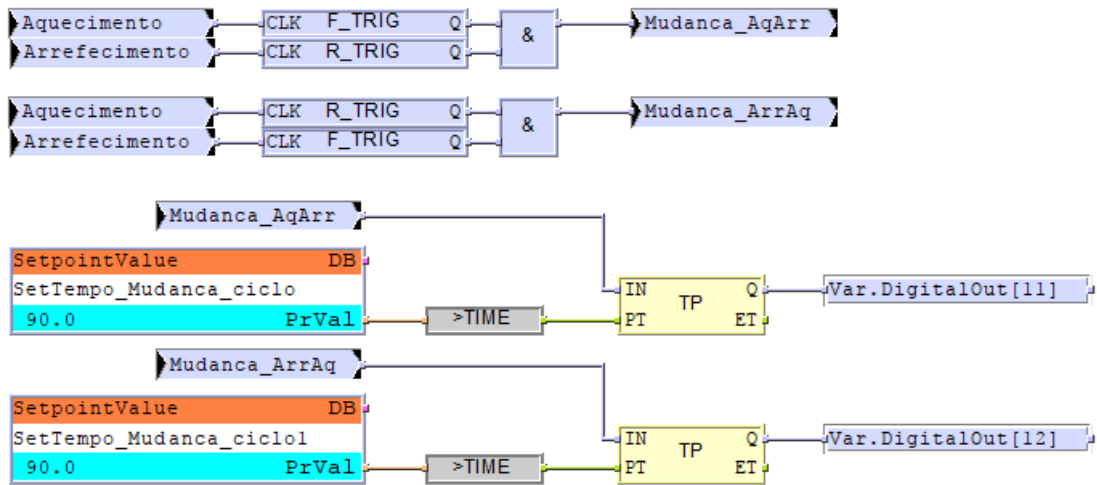 Aquecimento CLK F_TRIG Q & Mudanca_AqArr
Arrefecimento CLK R_TRIG Q
Aquecimento CLK R_TRIG Q & Mudanca_ArrAq
Arrefecimento CLK F_TRIG Q
Mudanca_AqArr
SetpointValue DB
SetTempo_Mudanca_ciclo IN TP Q Var.DigitalOut[11]
90.0 PrVal >TIME PT ET
Mudanca_ArrAq
SetpointValue DB
SetTempo_Mudanca_ciclo1 IN TP Q Var.DigitalOut[12]
90.0 PrVal >TIME PT ET